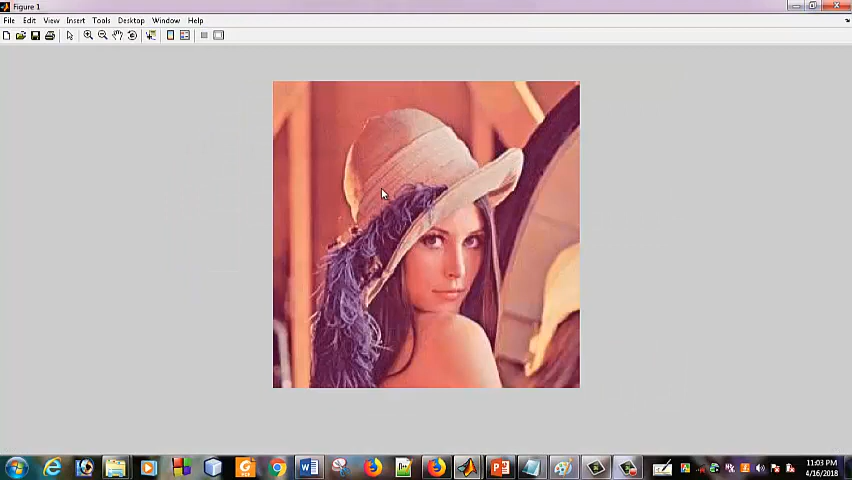 Figure 1
File Edit View Insert Tools Desktop Window Help
11:03 PM
4/16/2018